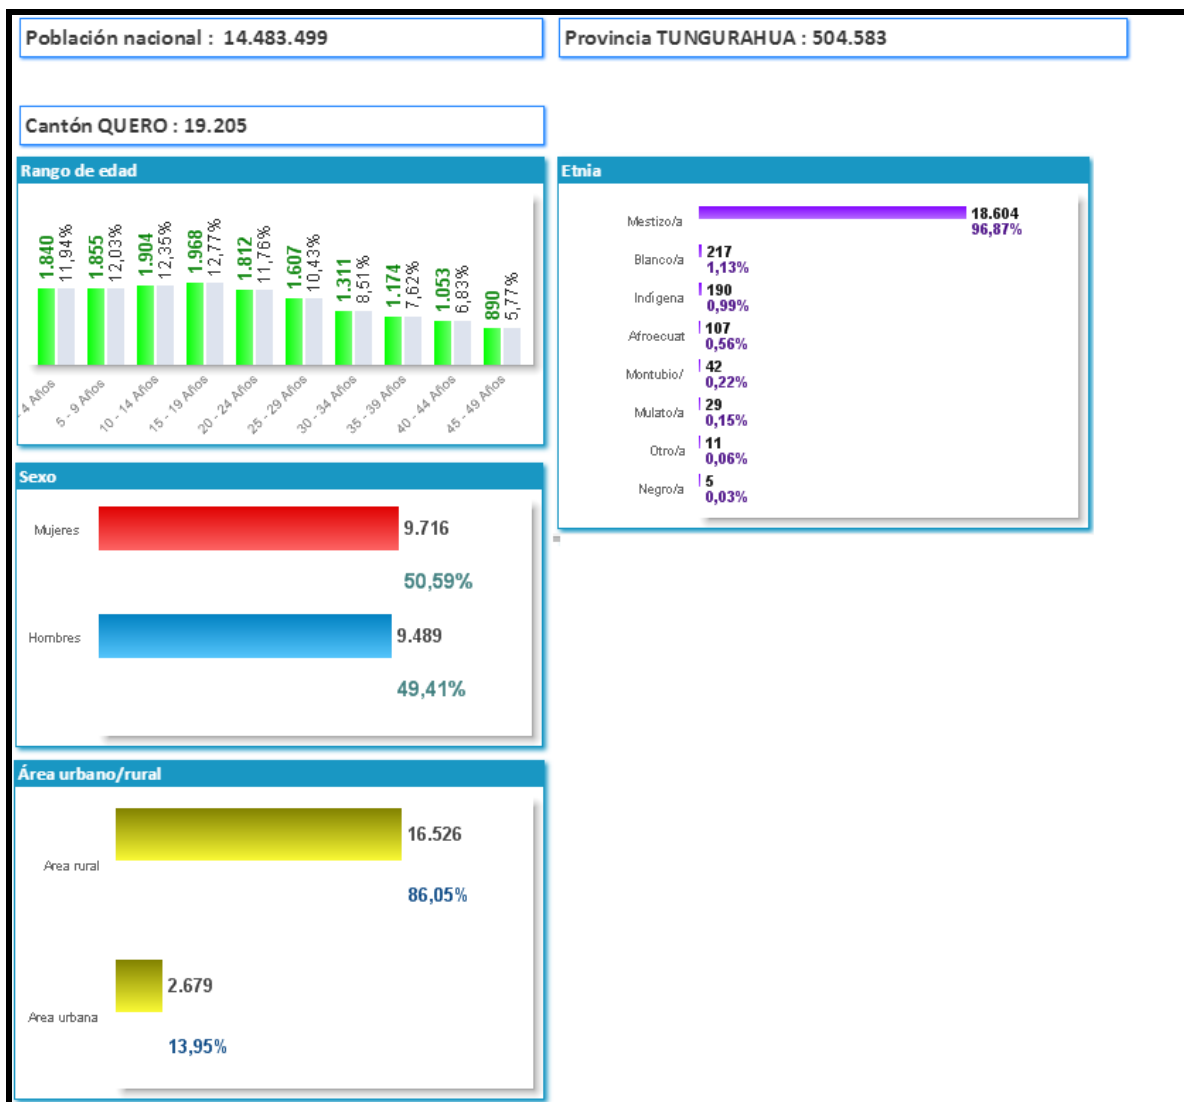 Población nacional : 14.483.499
Provincia TUNGURAHUA : 504.583
Cantón QUERO : 19.205
Rango de edad
1.840 11,94%
1.855 12,03%
1.904 12,35%
1.968 12,77%
1.812 11,76%
1.607 10,43%
1.311 8,51%
1.174 7,62%
1.053 6,83%
890 5,77%
- 4 Años
5 - 9 Años
10 - 14 Años
15 - 19 Años
20 - 24 Años
25 - 29 Años
30 - 34 Años
35 - 39 Años
40 - 44 Años
45 - 49 Años
Etnia
Mestizo/a 18.604
96,87%
Blanco/a 217
1,13%
Indígena 190
0,99%
Afroecuat 107
0,56%
Montubio/ 42
0,22%
Mulato/a 29
0,15%
Otro/a 11
0,06%
Negro/a 5
0,03%
Sexo
Mujeres 9.716
50,59%
Hombres 9.489
49,41%
Área urbano/rural
Area rural 16.526
86,05%
Area urbana 2.679
13,95%